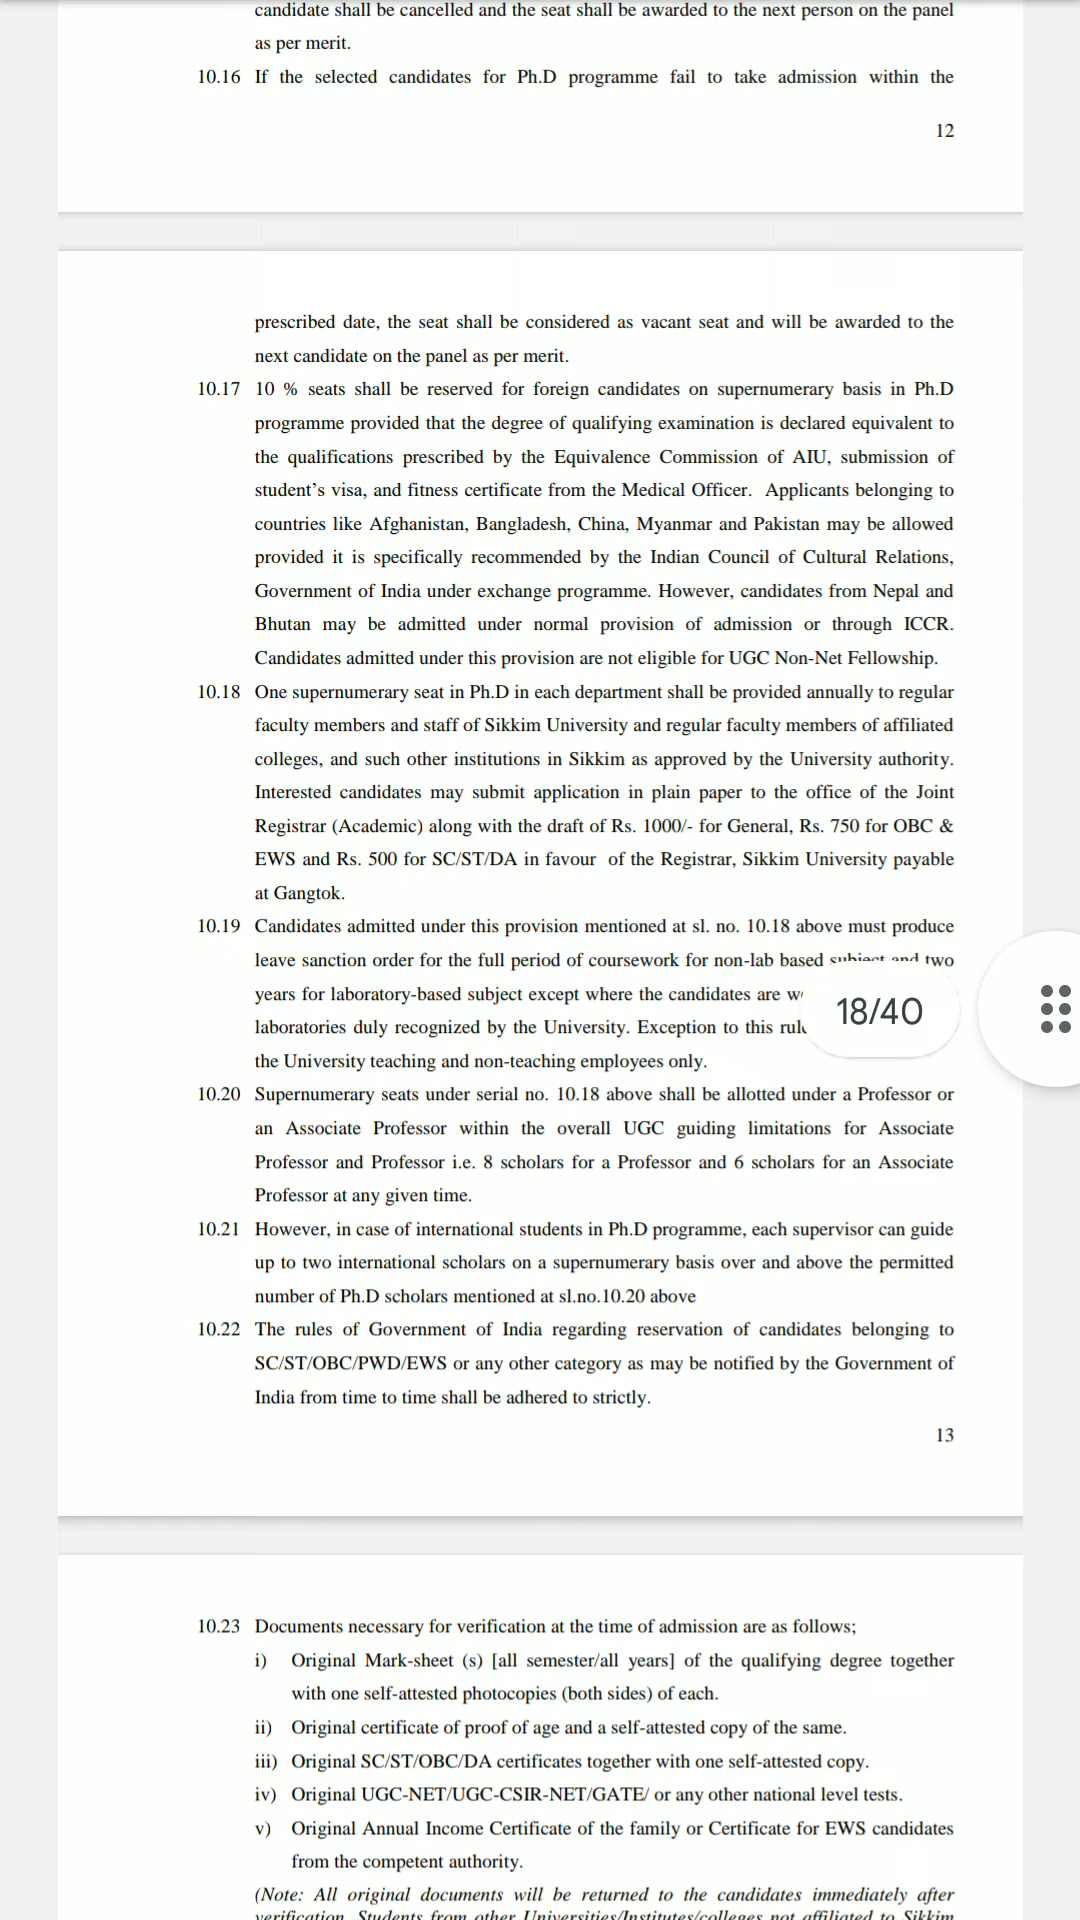 candidate shall be cancelled and the seat shall be awarded to the next person on the panel
as per merit.
10.16 If the selected candidates for Ph.D programme fail to take admission within the
12
prescribed date, the seat shall be considered as vacant seat and will be awarded to the
next candidate on the panel as per merit.
10.17 10 % seats shall be reserved for foreign candidates on supernumerary basis in Ph.D
programme provided that the degree of qualifying examination is declared equivalent to
the qualifications prescribed by the Equivalence Commission of AIU, submission of
student's visa, and fitness certificate from the Medical Officer. Applicants belonging to
countries like Afghanistan, Bangladesh, China, Myanmar and Pakistan may be allowed
provided it is specifically recommended by the Indian Council of Cultural Relations,
Government of India under exchange programme. However, candidates from Nepal and
Bhutan may be admitted under normal provision of admission or through ICCR.
Candidates admitted under this provision are not eligible for UGC Non-Net Fellowship.
10.18 One supernumerary seat in Ph.D in each department shall be provided annually to regular
faculty members and staff of Sikkim University and regular faculty members of affiliated
colleges, and such other institutions in Sikkim as approved by the University authority.
Interested candidates may submit application in plain paper to the office of the Joint
Registrar (Academic) along with the draft of Rs. 1000/- for General, Rs. 750 for OBC &
EWS and Rs. 500 for SC/ST/DA in favour of the Registrar, Sikkim University payable
at Gangtok.
10.19 Candidates admitted under this provision mentioned at sl. no. 10.18 above must produce
leave sanction order for the full period of coursework for non-lab based subject and two
years for laboratory-based subject except where the candidates are
18/40
laboratories duly recognized by the University. Exception to this
the University teaching and non-teaching employees only.
10.20 Supernumerary seats under serial no. 10.18 above shall be allotted under a Professor or
an Associate Professor within the overall UGC guiding limitations for Associate
Professor and Professor i.e. 8 scholars for a Professor and 6 scholars for an Associate
Professor at any given time.
10.21 However, in case of international students in Ph.D programme, each supervisor can guide
up to two international scholars on a supernumerary basis over and above the permitted
number of Ph.D scholars mentioned at sl.no.10.20 above
10.22 The rules of Government of India regarding reservation of candidates belonging to
SC/ST/OBC/PWD/EWS or any other category as may be notified by the Government of
India from time to time shall be adhered to strictly.
13
10.23 Documents necessary for verification at the time of admission are as follows;
i) Original Mark-sheet (s) [all semester/all years] of the qualifying degree together
with one self-attested photocopies (both sides) of each.
ii) Original certificate of proof of age and a self-attested copy of the same.
iii) Original SC/ST/OBC/DA certificates together with one self-attested copy.
iv) Original UGC-NET/UGC-CSIR-NET/GATE/ or any other national level tests.
v) Original Annual Income Certificate of the family or Certificate for EWS candidates
from the competent authority.
(Note: All original documents will be returned to the candidates immediately after
verification. Students from other Universities/Institutes/colleges not affiliated to Sikkim